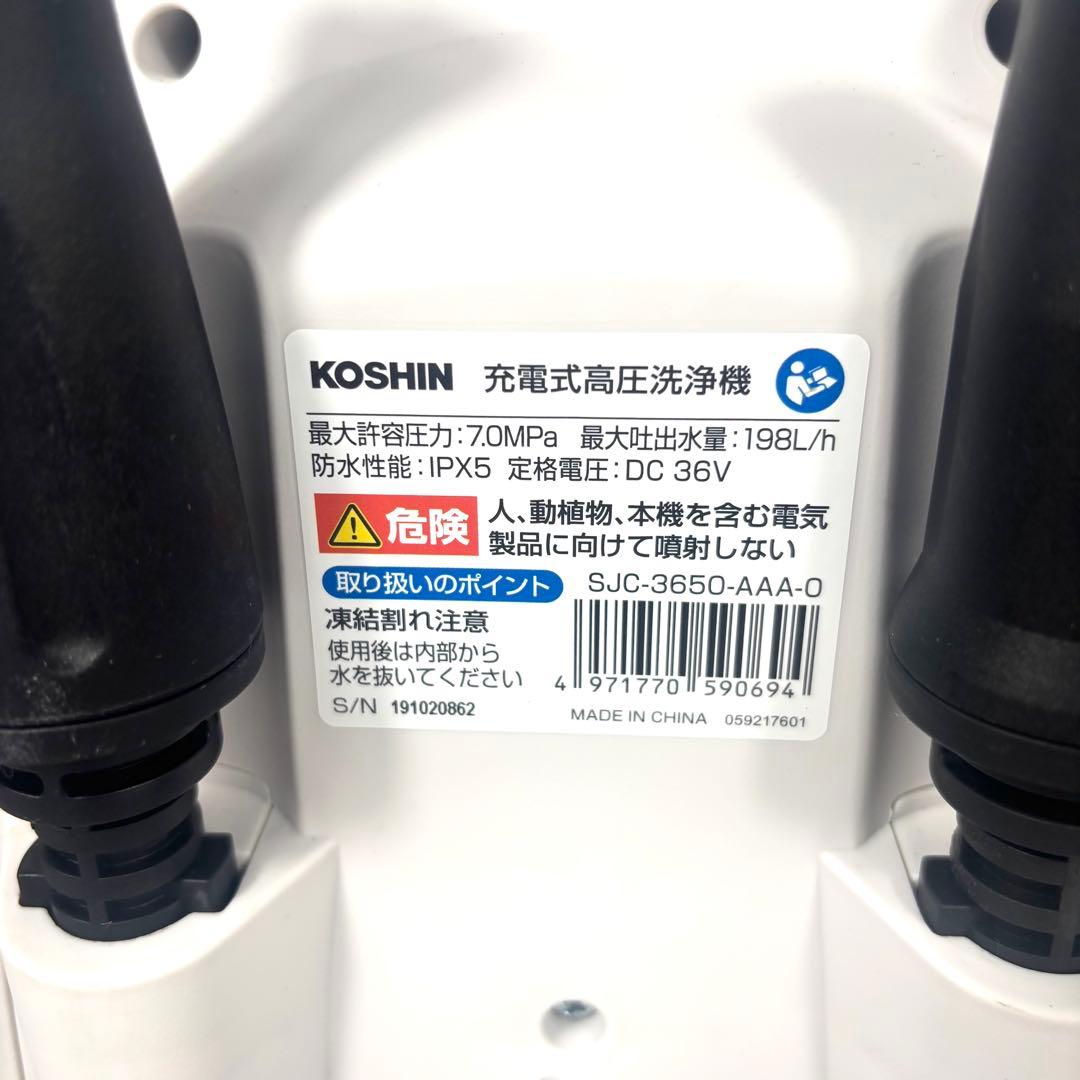 KOSHIN 充電式高圧洗浄機
最大許容圧力:7.0MPa 最大吐出水量:198L/h
防水性能:IPX5 定格電圧:DC 36V
危険 人、動植物、本機を含む電気
製品に向けて噴射しない
取り扱いのポイント SJC-3650-AAA-0
凍結割れ注意
使用後は内部から
水を抜いてください
4 971770 590694
S/N 191020862
MADE IN CHINA 059217601